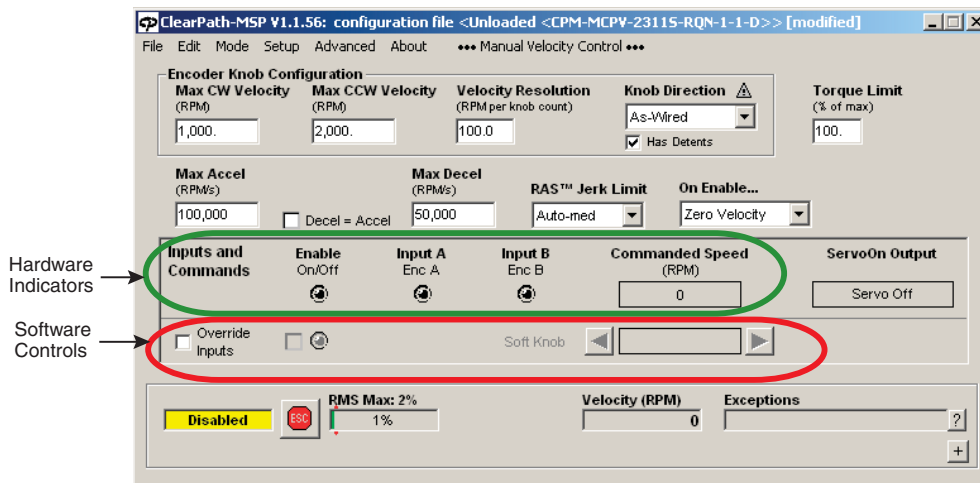 ClearPath-MSP V1.1.56: configuration file <Unloaded <CPM-MCPV-2311S-RQN-1-1-D>> [modified]
File Edit Mode Setup Advanced About ••• Manual Velocity Control •••
Encoder Knob Configuration
Max CW Velocity Max CCW Velocity Velocity Resolution Knob Direction Torque Limit
(RPM) (RPM) (RPM per knob count) (% of max)
1,000. 2,000. 100.0 As-Wired 100.
Has Detents
Max Accel Max Decel
(RPM/s) (RPM/s) RAS™ Jerk Limit On Enable...
100,000 Decel = Accel 50,000 Auto-med Zero Velocity
Hardware
Indicators
Inputs and Enable Input A Input B Commanded Speed ServoOn Output
Commands On/Off Enc A Enc B (RPM)
0 Servo Off
Software
Controls
Override
Inputs
Soft Knob
RMS Max: 2% Velocity (RPM) Exceptions
Disabled ESC 1% 0 ?
+